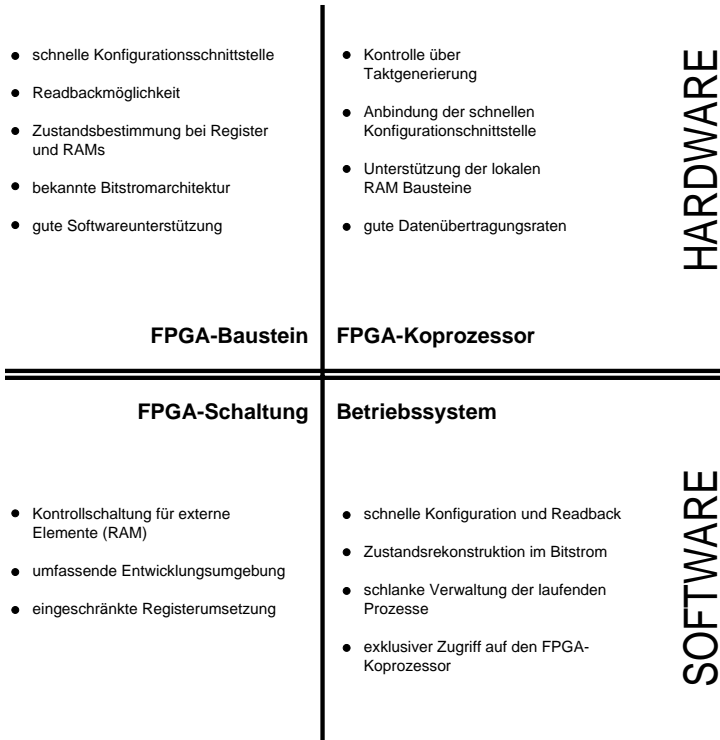 schnelle Konfigurationsschnittstelle
Readbackmöglichkeit
Zustandsbestimmung bei Register
und RAMs
bekannte Bitstromarchitektur
gute Softwareunterstützung
FPGA-Baustein
Kontrolle über
Taktgenerierung
Anbindung der schnellen
Konfigurationschnittstelle
Unterstützung der lokalen
RAM Bausteine
gute Datenübertragungsraten
FPGA-Koprozessor
HARDWARE
FPGA-Schaltung
Kontrollschaltung für externe
Elemente (RAM)
umfassende Entwicklungsumgebung
eingeschränkte Registerumsetzung
Betriebssystem
schnelle Konfiguration und Readback
Zustandsrekonstruktion im Bitstrom
schlanke Verwaltung der laufenden
Prozesse
exklusiver Zugriff auf den FPGA-
Koprozessor
SOFTWARE